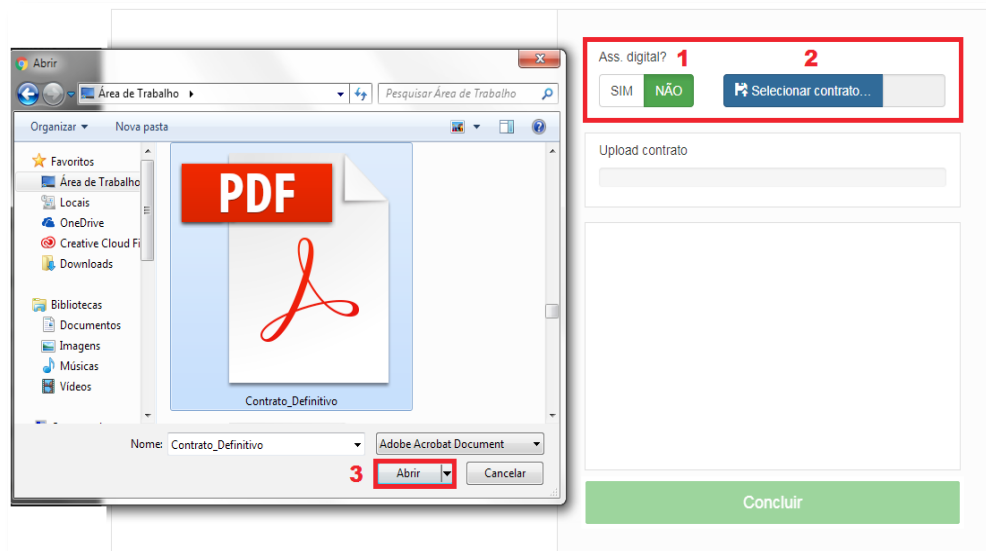 Abrir
Área de Trabalho
Pesquisar Área de Trabalho
Organizar
Nova pasta
Favoritos
Área de Trabalho
Locais
OneDrive
Creative Cloud Fi
Downloads
Bibliotecas
Documentos
Imagens
Músicas
Vídeos
PDF
Contrato_Definitivo
Nome: Contrato_Definitivo
Adobe Acrobat Document
3
Abrir
Cancelar
Ass. digital? 1
2
SIM NÃO
Selecionar contrato...
Upload contrato
Concluir